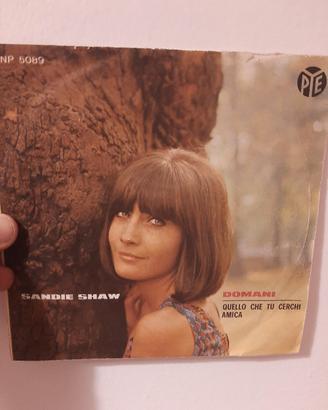 NP 5089
PYE
SANDIE SHAW
DOMANI
QUELLO CHE TU CERCHI
AMICA